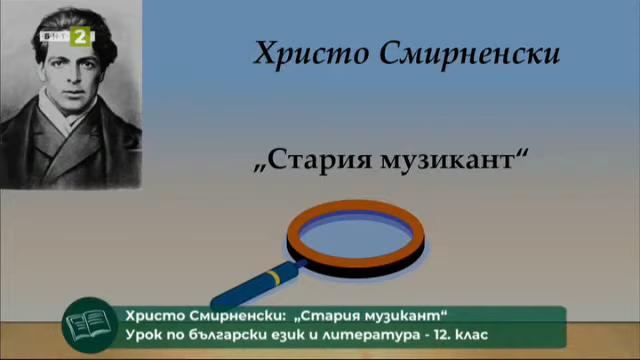 БНТ 2
Христо Смирненски
„Стария музикант“
Христо Смирненски: „Стария музикант“
Урок по български език и литература - 12. клас